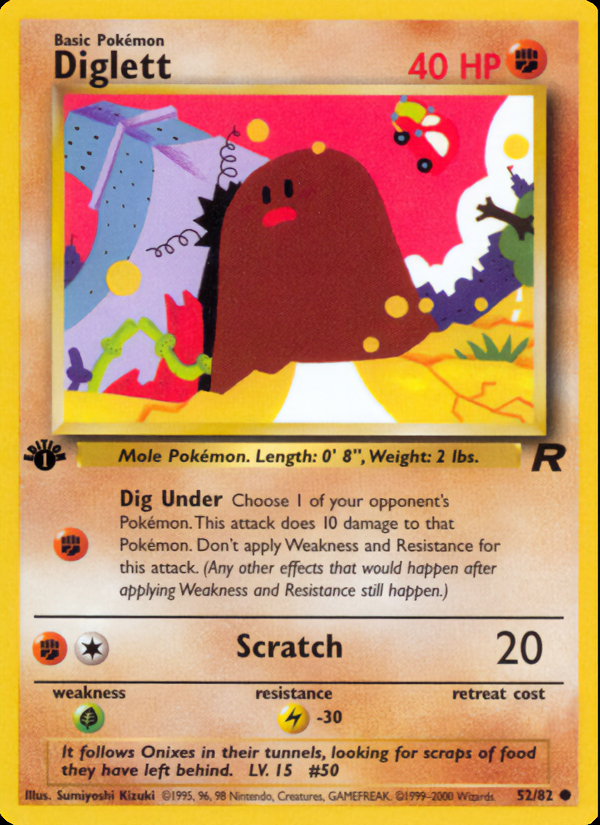 Basic Pokémon
Diglett
40 HP
EDITION
1
R
Mole Pokémon. Length: 0' 8", Weight: 2 lbs.
Dig Under Choose 1 of your opponent's
Pokémon. This attack does 10 damage to that
Pokémon. Don't apply Weakness and Resistance for
this attack. (Any other effects that would happen after
applying Weakness and Resistance still happen.)
Scratch 20
weakness resistance retreat cost
-30
It follows Onixes in their tunnels, looking for scraps of food
they have left behind. LV. 15 #50
Illus. Sumiyoshi Kizuki ©1995, 96, 98 Nintendo, Creatures, GAMEFREAK. ©1999-2000 Wizards. 52/82